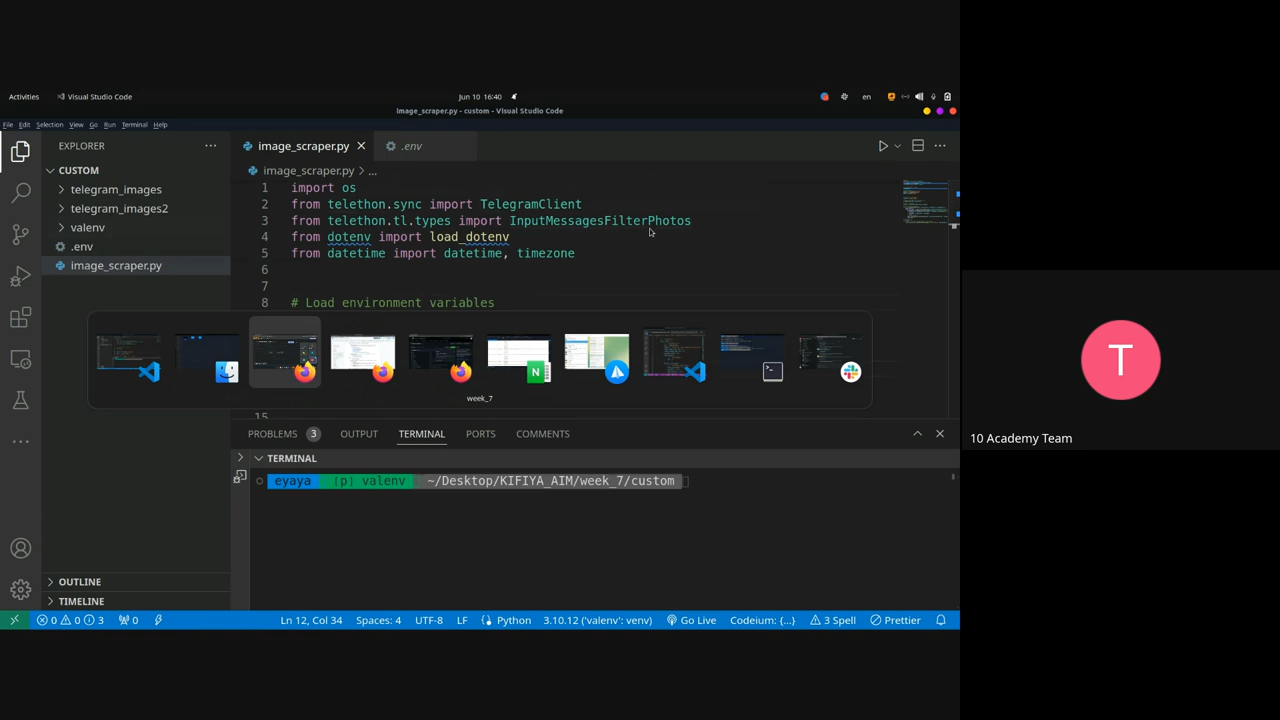 Activities
Visual Studio Code
Jun 10 16:40
en
image_scraper.py - custom - Visual Studio Code
File Edit Selection View Go Run Terminal Help
EXPLORER
CUSTOM
telegram_images
telegram_images2
valenv
.env
image_scraper.py
OUTLINE
TIMELINE
image_scraper.py
.env
image_scraper.py > ...
1 import os
2 from telethon.sync import TelegramClient
3 from telethon.tl.types import InputMessagesFilterPhotos
4 from dotenv import load_dotenv
5 from datetime import datetime, timezone
6
7
8 # Load environment variables
week_7
15
PROBLEMS 3 OUTPUT TERMINAL PORTS COMMENTS
TERMINAL
eyaya (p) valenv ~/Desktop/KIFIYA_AIM/week_7/custom
0 0 3 0 Ln 12, Col 34 Spaces: 4 UTF-8 LF Python 3.10.12 ('valenv': venv) Go Live Codeium: {...} 3 Spell Prettier
T
10 Academy Team